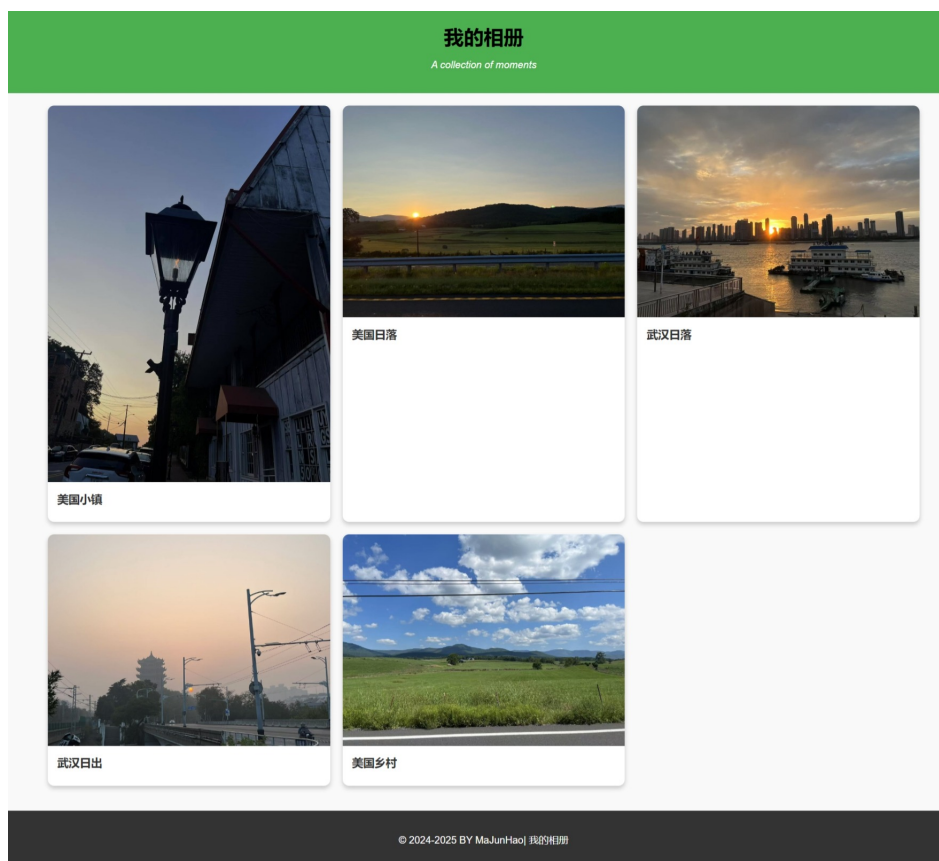 我的相册
A collection of moments
美国小镇
美国日落
武汉日落
武汉日出
美国乡村
© 2024-2025 BY MaJunHao| 我的相册